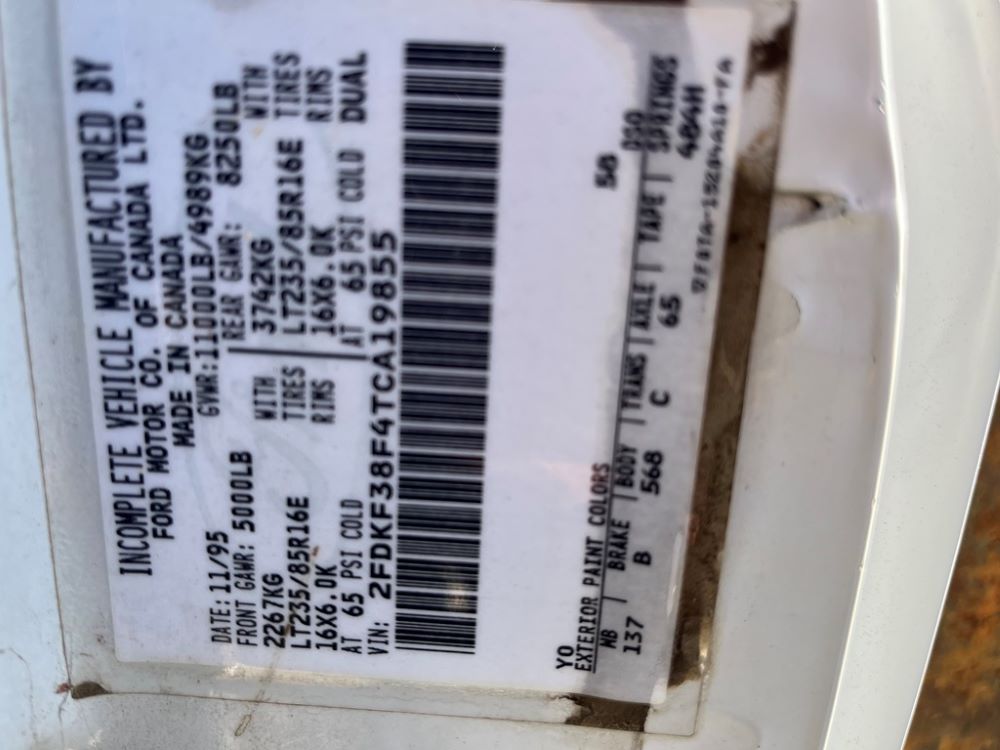 INCOMPLETE VEHICLE MANUFACTURED BY
FORD MOTOR CO. OF CANADA LTD.
MADE IN CANADA
DATE: 11/95 GVWR:11000LB/4989KG
FRONT GAWR: 5000LB REAR GAWR: 8250LB
2267KG WITH 3742KG WITH
LT235/85R16E TIRES LT235/85R16E TIRES
16X6.0K RIMS 16X6.0K RIMS
AT 65 PSI COLD AT 65 PSI COLD DUAL
VIN: 2FDKF38F4TCA19855
YO 58
EXTERIOR PAINT COLORS DSO
WB | BRAKE | BODY | TRANS | AXLE | TAPE | SPRINGS
137 B 568 C 65 484H